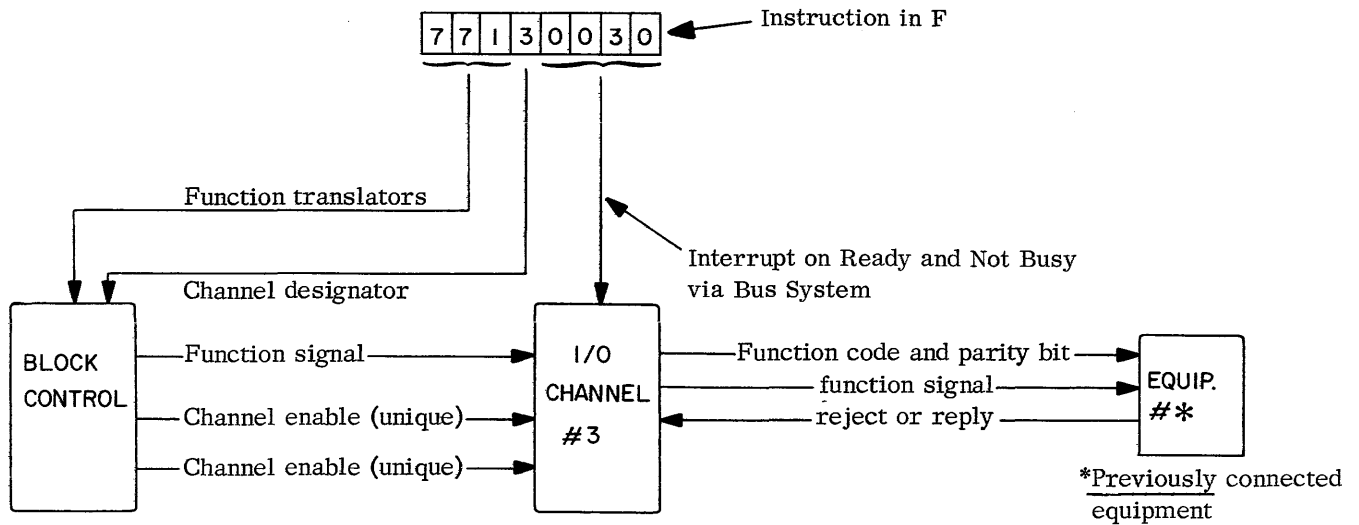 Instruction in F
7 7 1 3 0 0 3 0
Function translators
Interrupt on Ready and Not Busy
via Bus System
Channel designator
BLOCK
CONTROL
Function signal
Channel enable (unique)
Channel enable (unique)
I/O
CHANNEL
#3
Function code and parity bit
function signal
reject or reply
EQUIP.
#*
*Previously connected
equipment